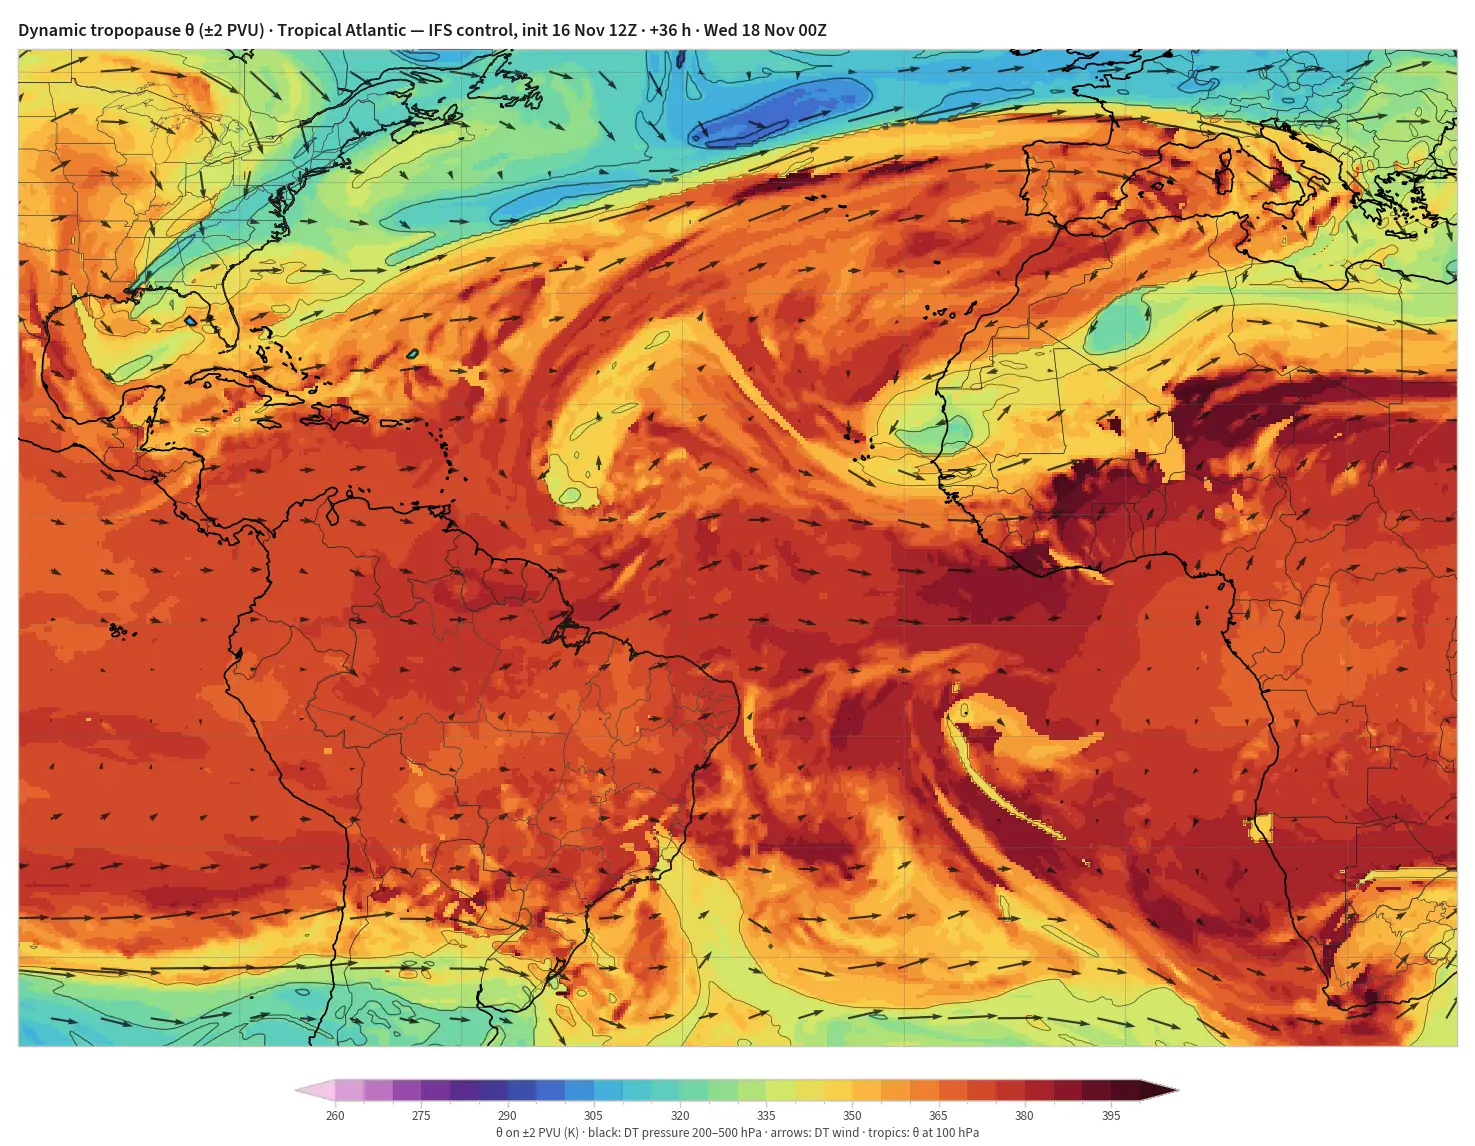 Dynamic tropopause θ (±2 PVU) · Tropical Atlantic — IFS control, init 16 Nov 12Z · +36 h · Wed 18 Nov 00Z
260 275 290 305 320 335 350 365 380 395
θ on ±2 PVU (K) · black: DT pressure 200–500 hPa · arrows: DT wind · tropics: θ at 100 hPa